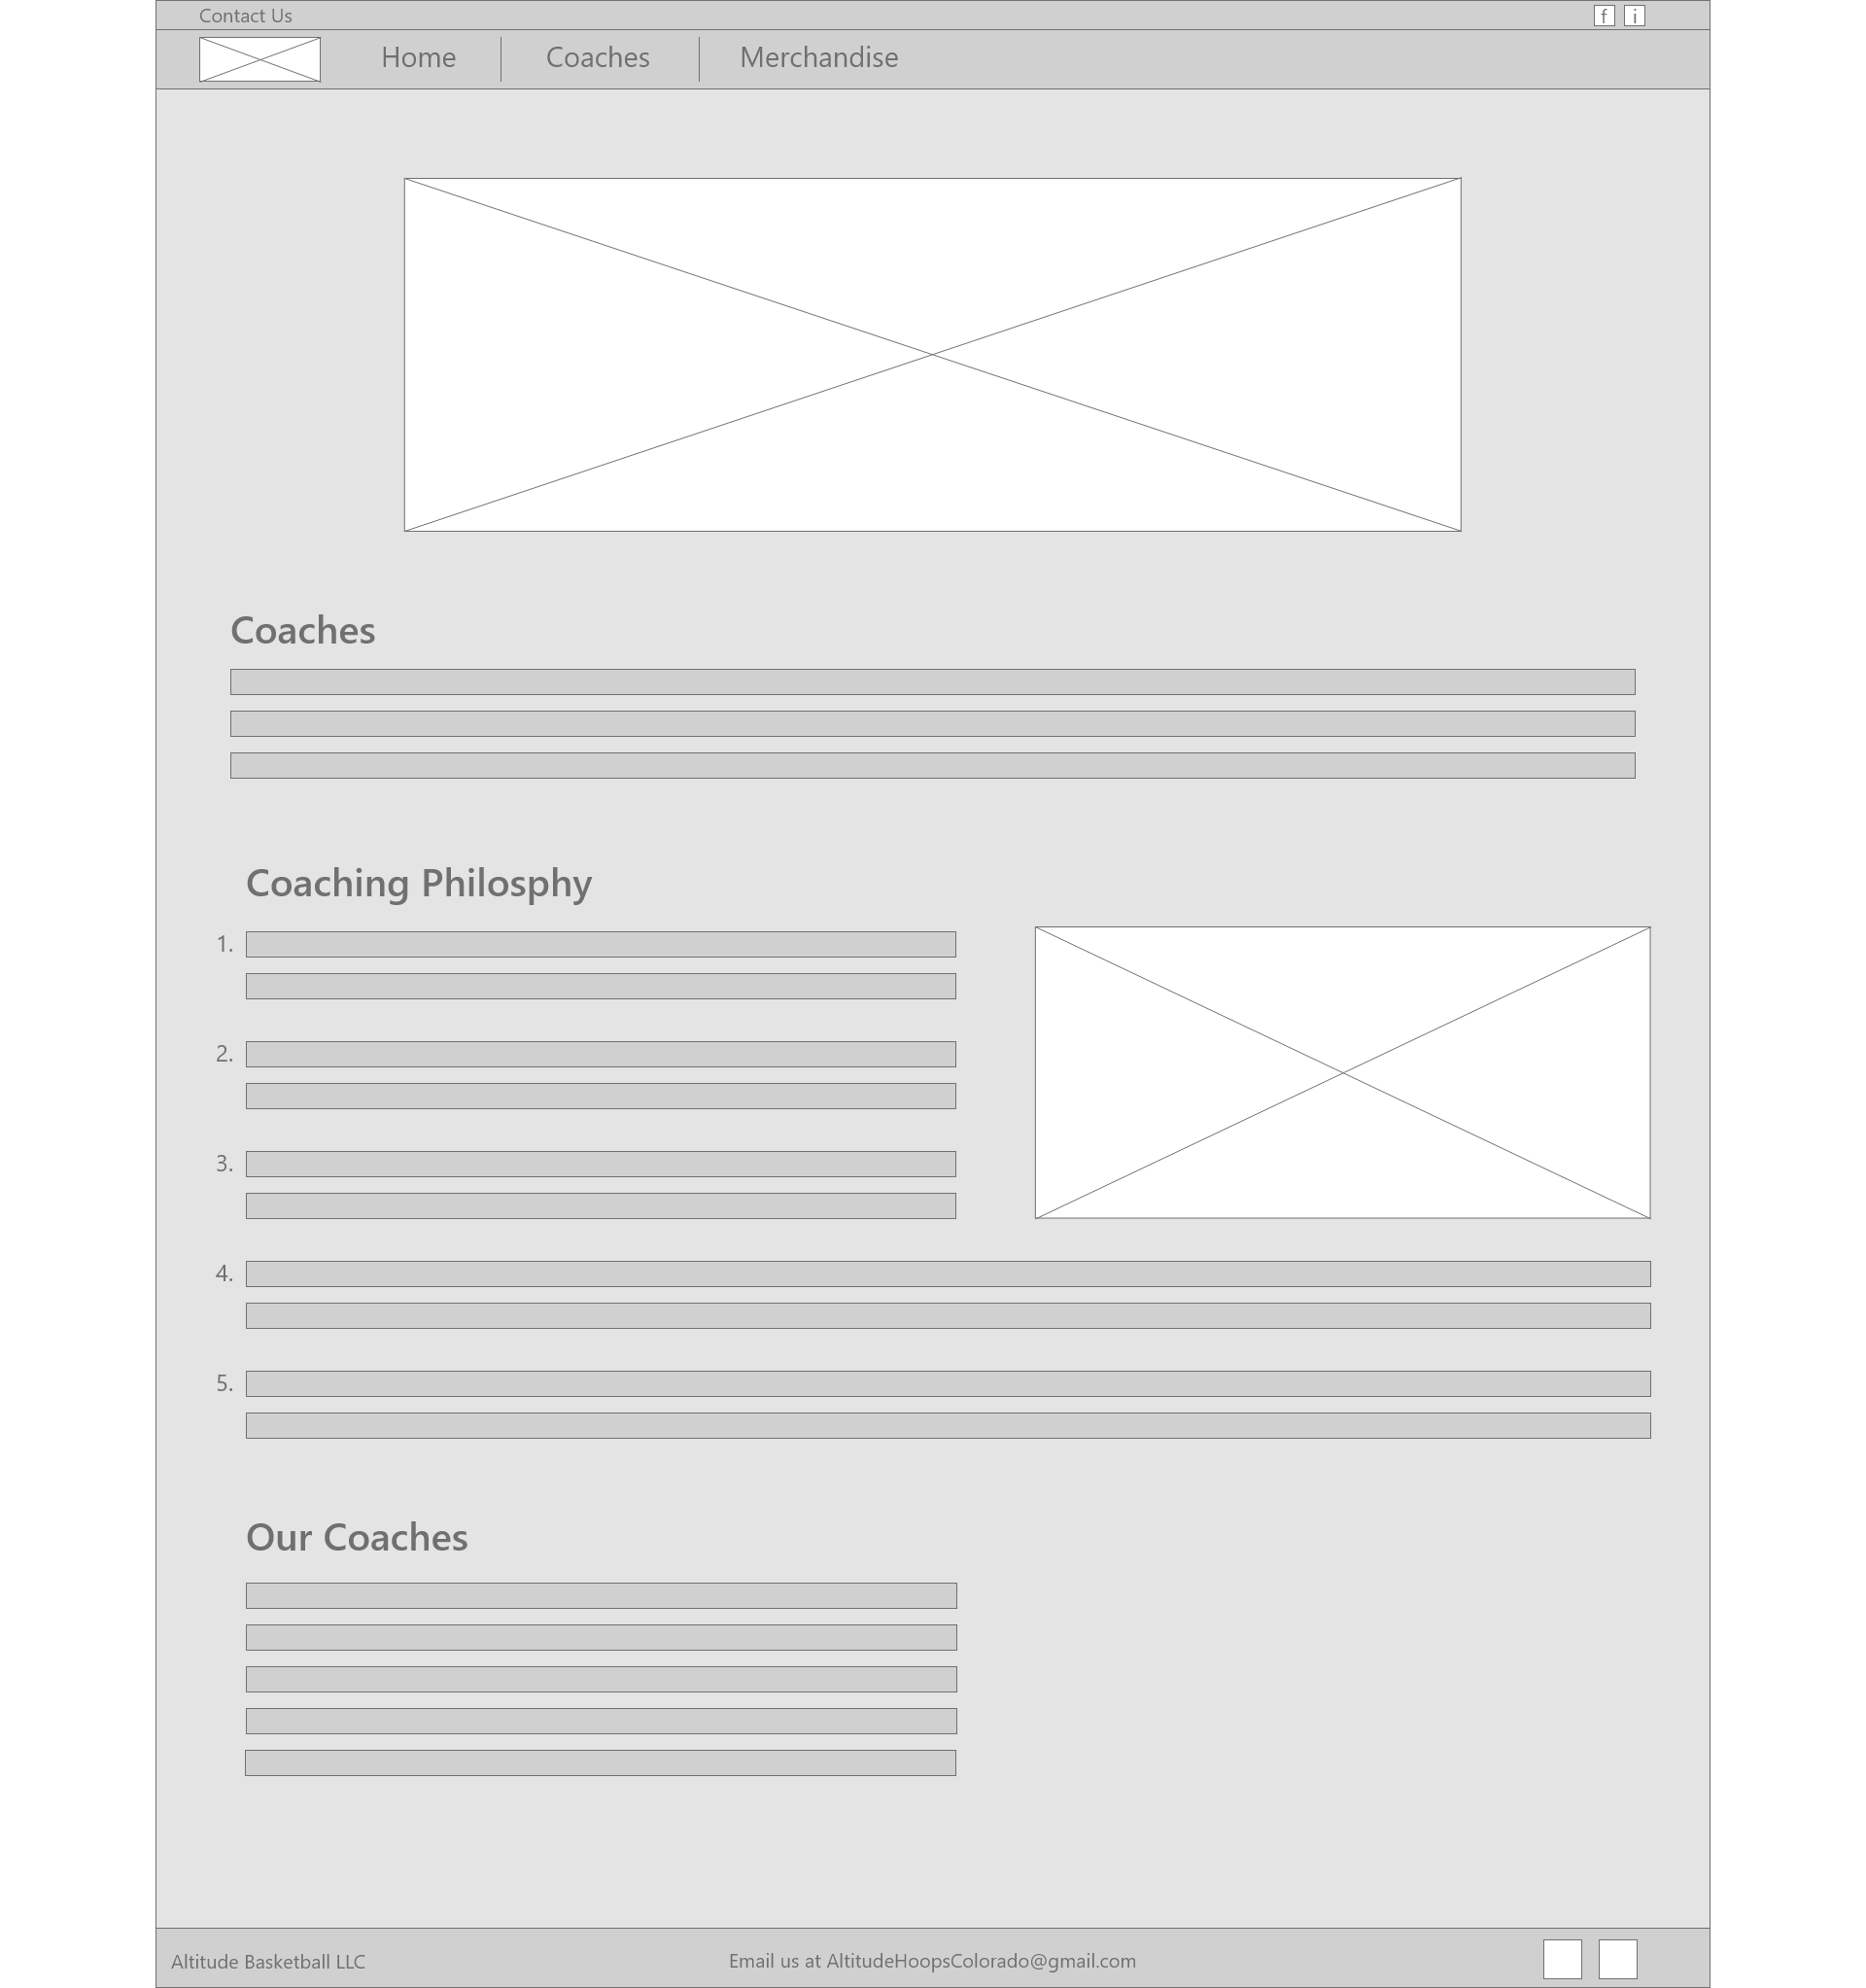 Contact Us
f i
Home Coaches Merchandise
Coaches
Coaching Philosphy
1.
2.
3.
4.
5.
Our Coaches
Altitude Basketball LLC
Email us at AltitudeHoopsColorado@gmail.com